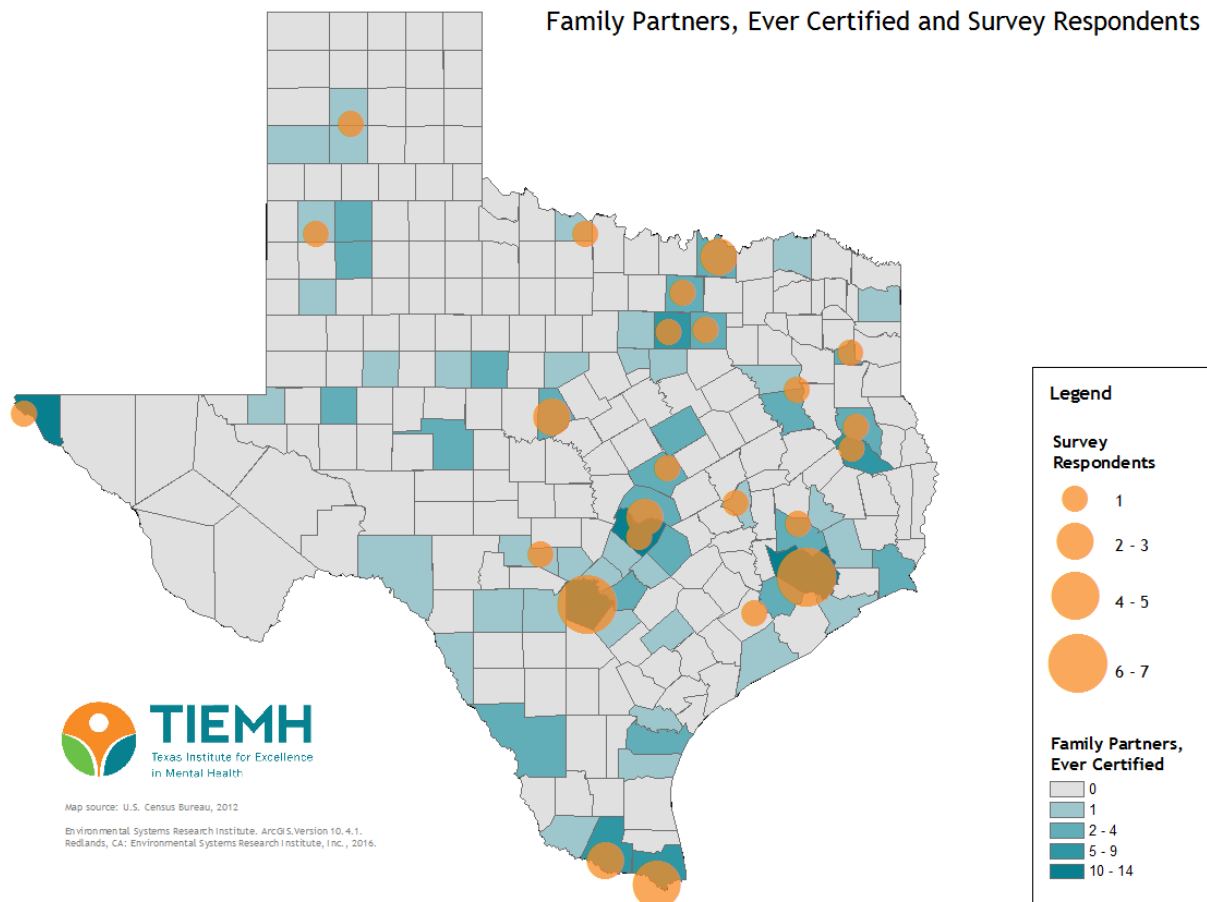 Family Partners, Ever Certified and Survey Respondents
Legend
Survey
Respondents
1
2 - 3
4 - 5
6 - 7
Family Partners,
Ever Certified
0
1
2 - 4
5 - 9
10 - 14
TIEMH
Texas Institute for Excellence
in Mental Health
Map source: U.S. Census Bureau, 2012
Environmental Systems Research Institute. ArcGIS.Version 10.4.1.
Redlands, CA: Environmental Systems Research Institute, Inc., 2016.